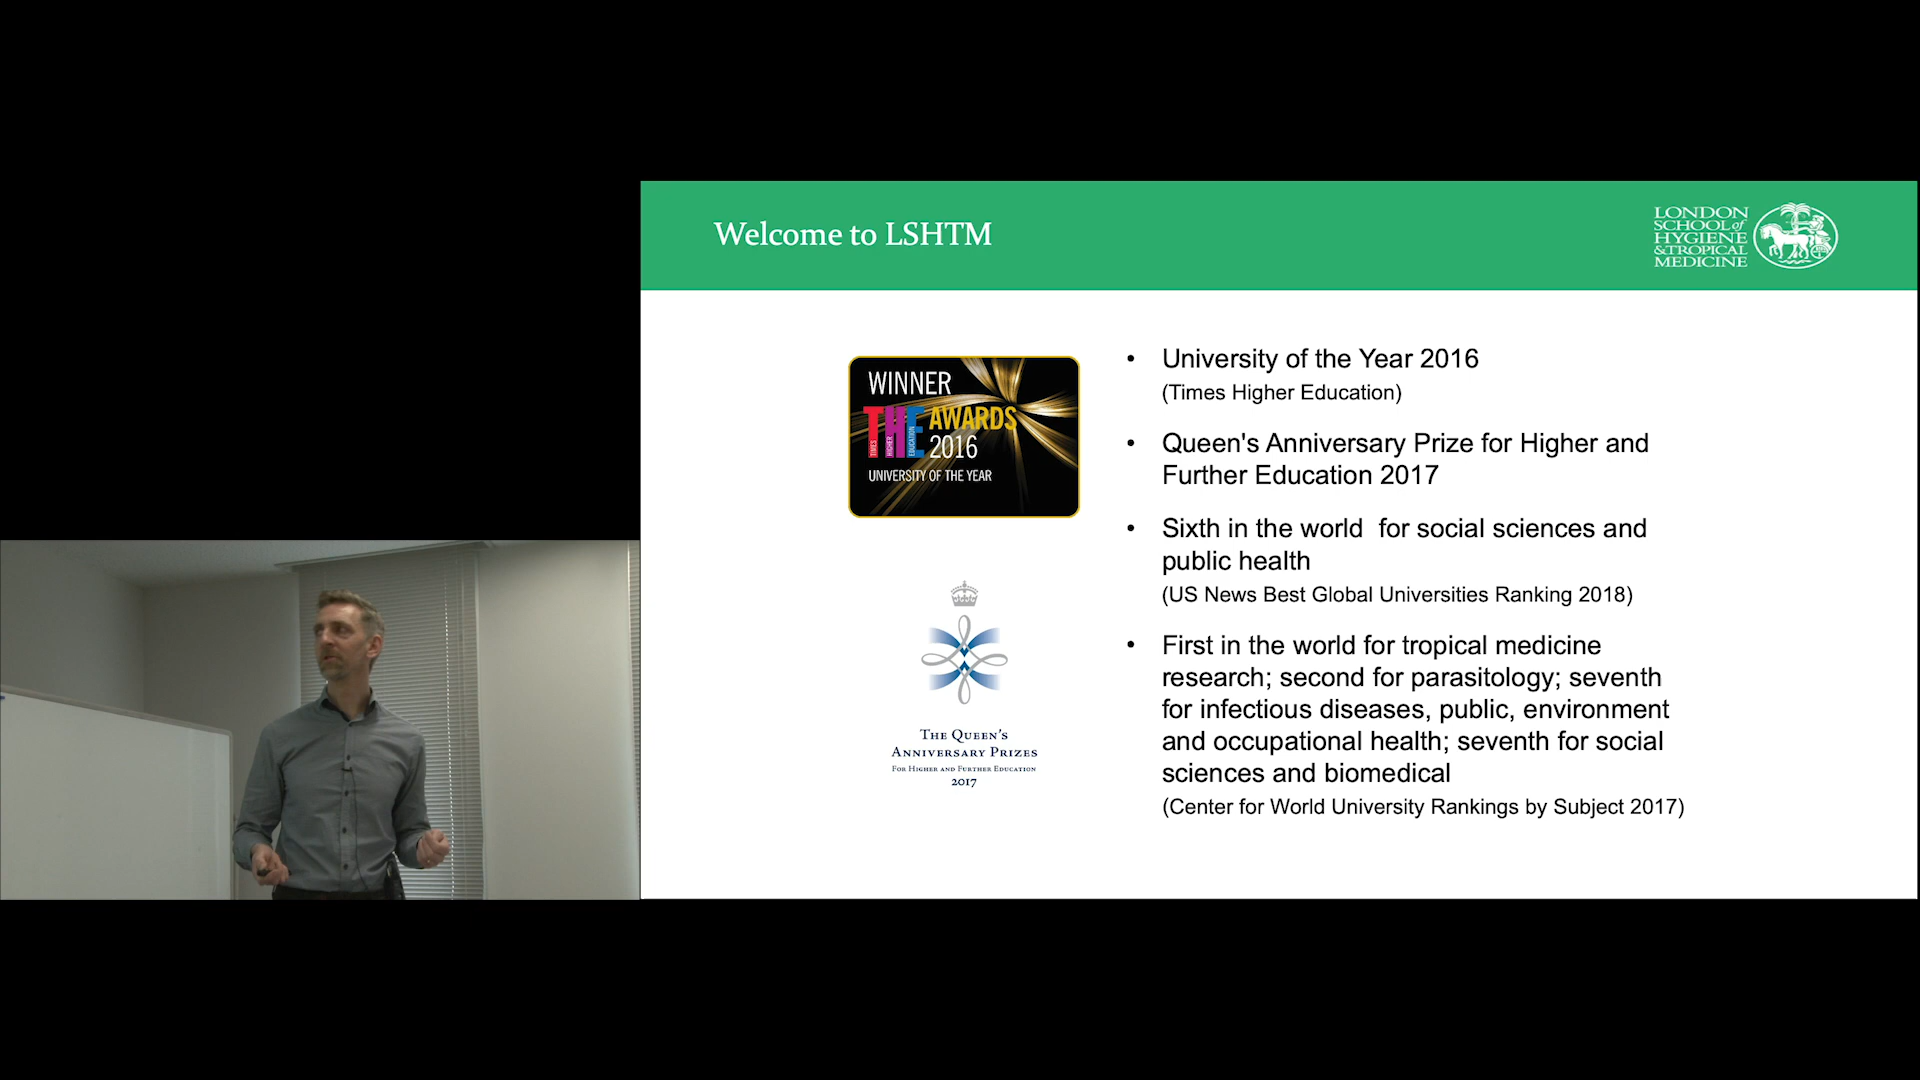 Welcome to LSHTM
LONDON
SCHOOL of
HYGIENE
& TROPICAL
MEDICINE
WINNER
THE AWARDS
TIMES HIGHER EDUCATION
2016
UNIVERSITY OF THE YEAR
THE QUEEN'S
ANNIVERSARY PRIZES
FOR HIGHER AND FURTHER EDUCATION
2017
• University of the Year 2016
(Times Higher Education)
• Queen's Anniversary Prize for Higher and
Further Education 2017
• Sixth in the world  for social sciences and
public health
(US News Best Global Universities Ranking 2018)
• First in the world for tropical medicine
research; second for parasitology; seventh
for infectious diseases, public, environment
and occupational health; seventh for social
sciences and biomedical
(Center for World University Rankings by Subject 2017)